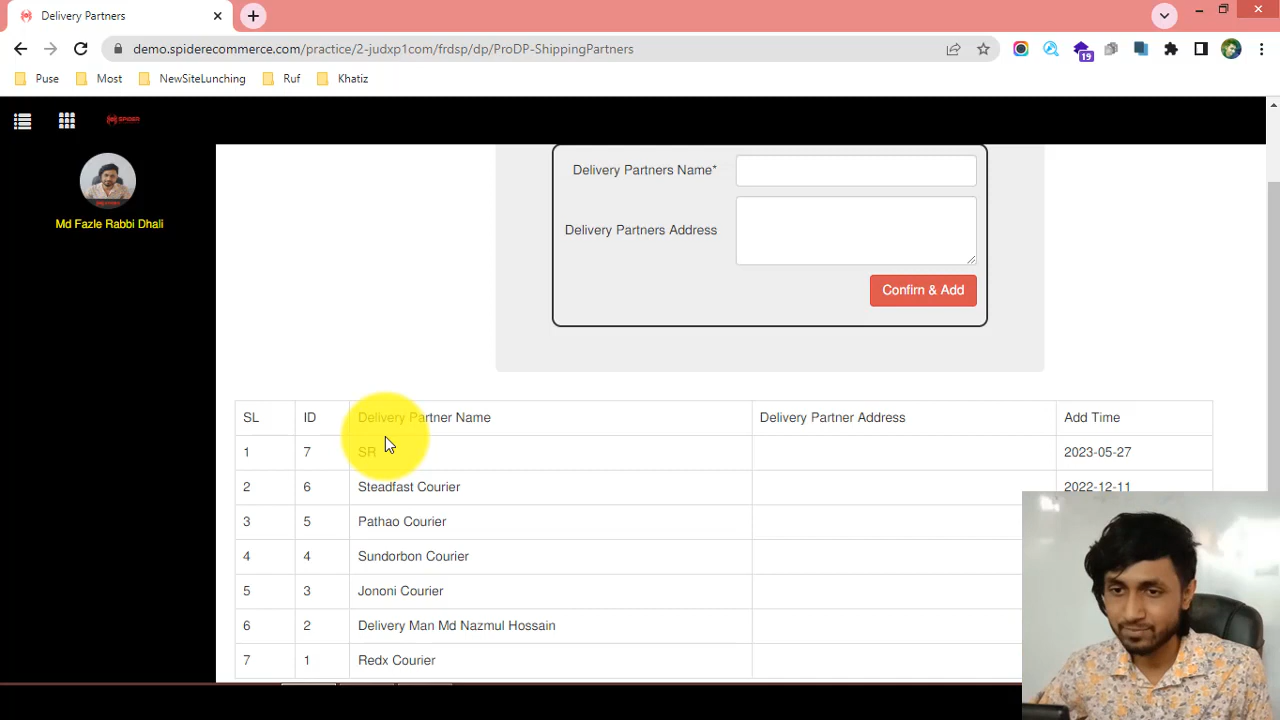 Delivery Partners
demo.spiderecommerce.com/practice/2-judxp1com/frdsp/dp/ProDP-ShippingPartners
19
Puse Most NewSiteLunching Ruf Khatiz
SPIDER
Md Fazle Rabbi Dhali
Delivery Partners Name*
Delivery Partners Address
Confirn & Add
SL ID Delivery Partner Name Delivery Partner Address Add Time
1 7 SR 2023-05-27
2 6 Steadfast Courier 2022-12-11
3 5 Pathao Courier
4 4 Sundorbon Courier
5 3 Jononi Courier
6 2 Delivery Man Md Nazmul Hossain
7 1 Redx Courier